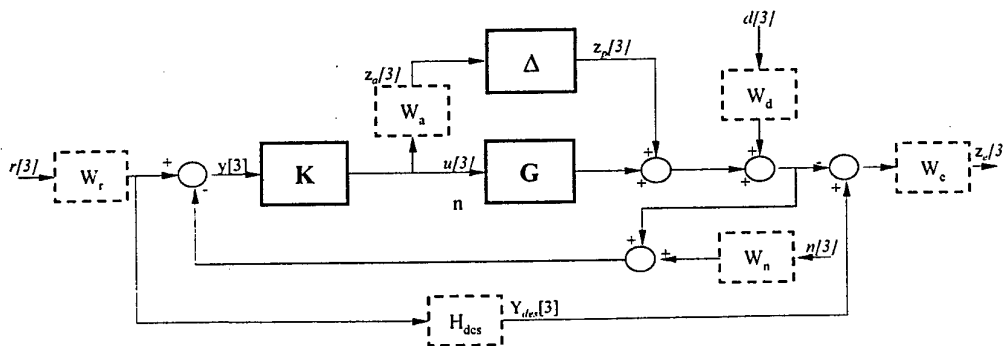 d[3]
z_a[3]
Δ
z_p[3]
W_a
W_d
r[3]
W_r
+
-
y[3]
K
u[3]
n
G
+
+
+
+
-
+
W_e
z_e[3
+
+
W_n
n[3]
H_des
Y_des[3]